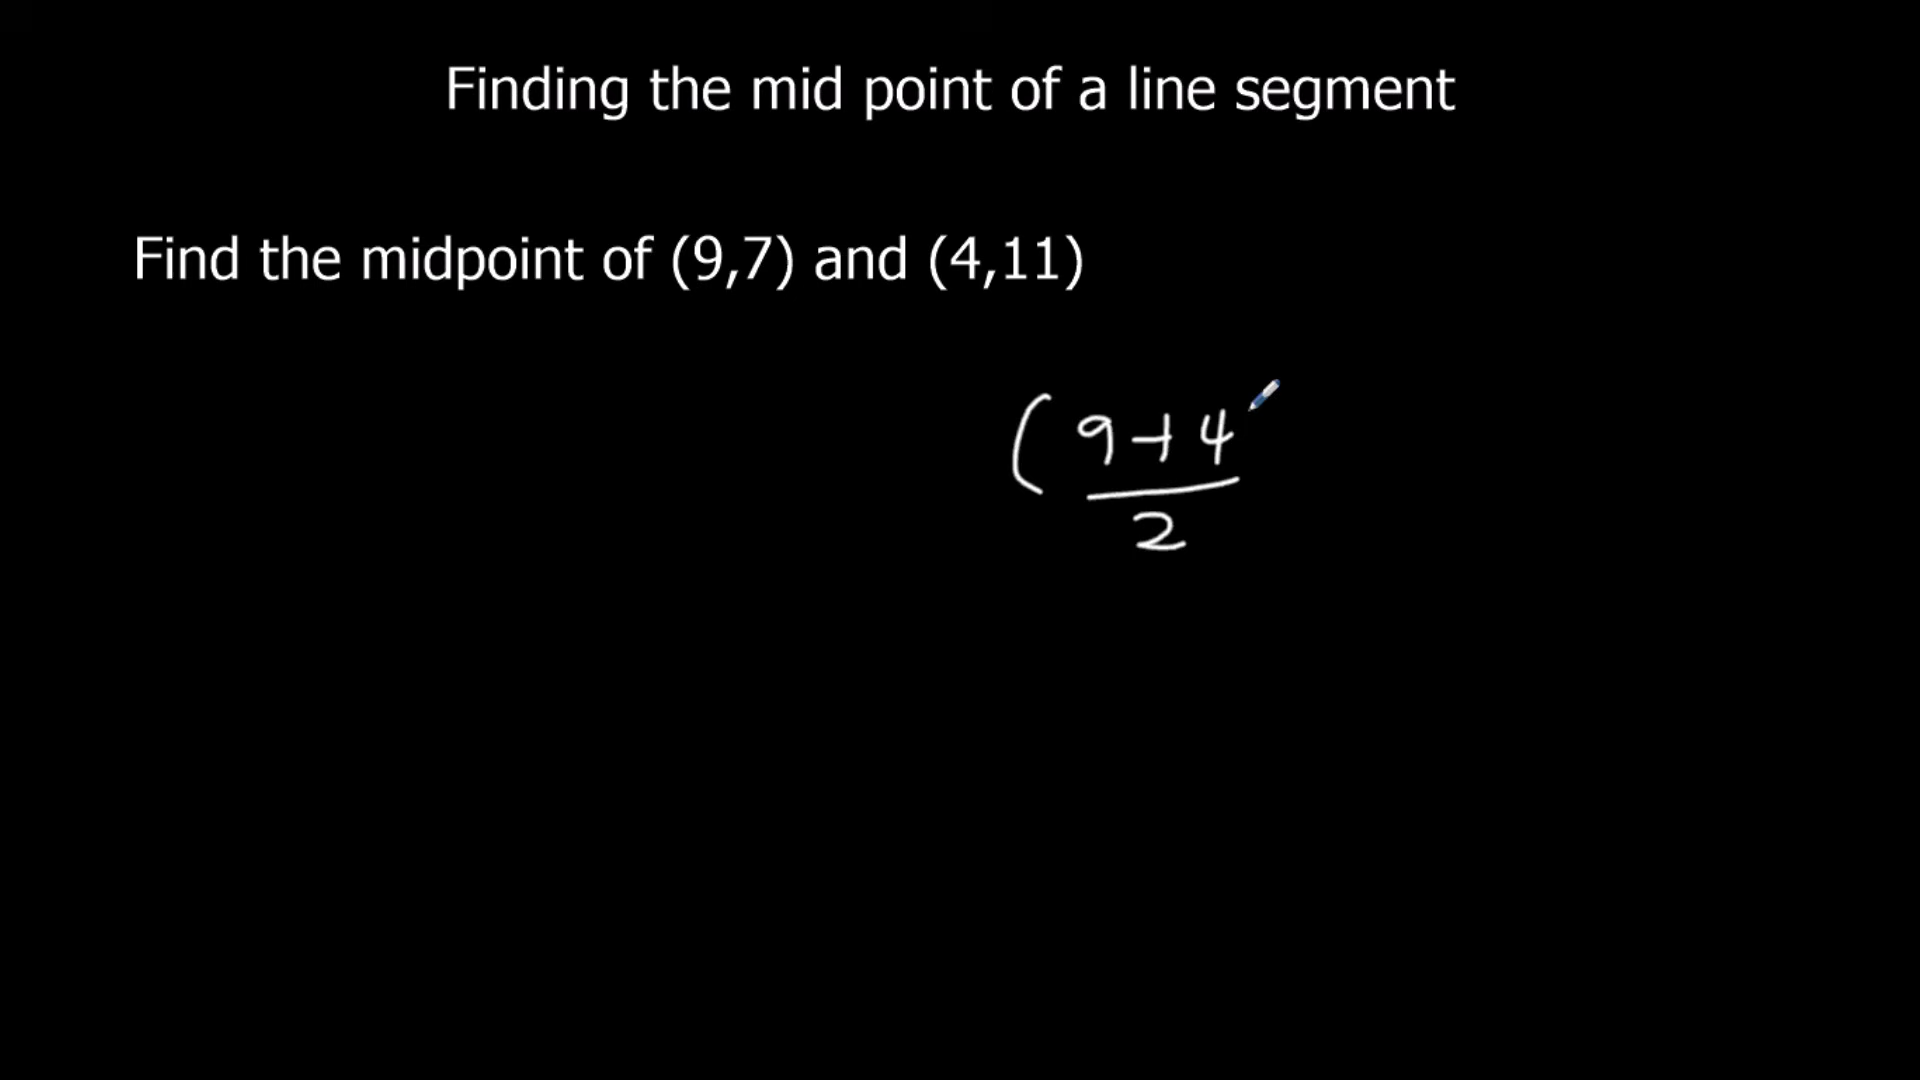 Finding the mid point of a line segment
Find the midpoint of (9,7) and (4,11)
( 9+4
2